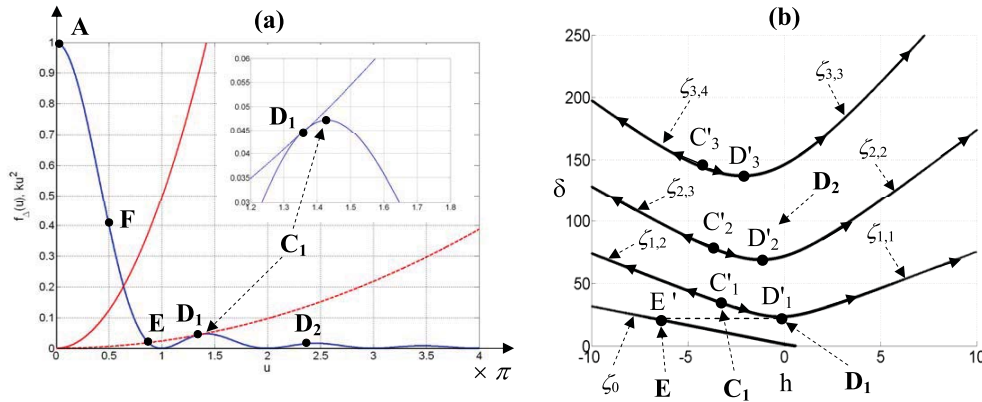 (a)
A
F
E
D₁
D₂
C₁
f_Δ(u), ku²
1
0.9
0.8
0.7
0.6
0.5
0.4
0.3
0.2
0.1
0
0 0.5 1 1.5 2 2.5 3 3.5 4
u
× π
0.06
0.055
0.05
0.045
0.04
0.035
0.03
1.2 1.3 1.4 1.5 1.6 1.7 1.8
D₁
(b)
250
200
150
100
50
0
δ
-10 -5 0 5 10
h
ζ₃,₄
ζ₃,₃
C'₃ D'₃
D₂
ζ₂,₃
ζ₂,₂
C'₂ D'₂
ζ₁,₂
ζ₁,₁
C'₁ D'₁
E'
ζ₀
E
C₁
D₁